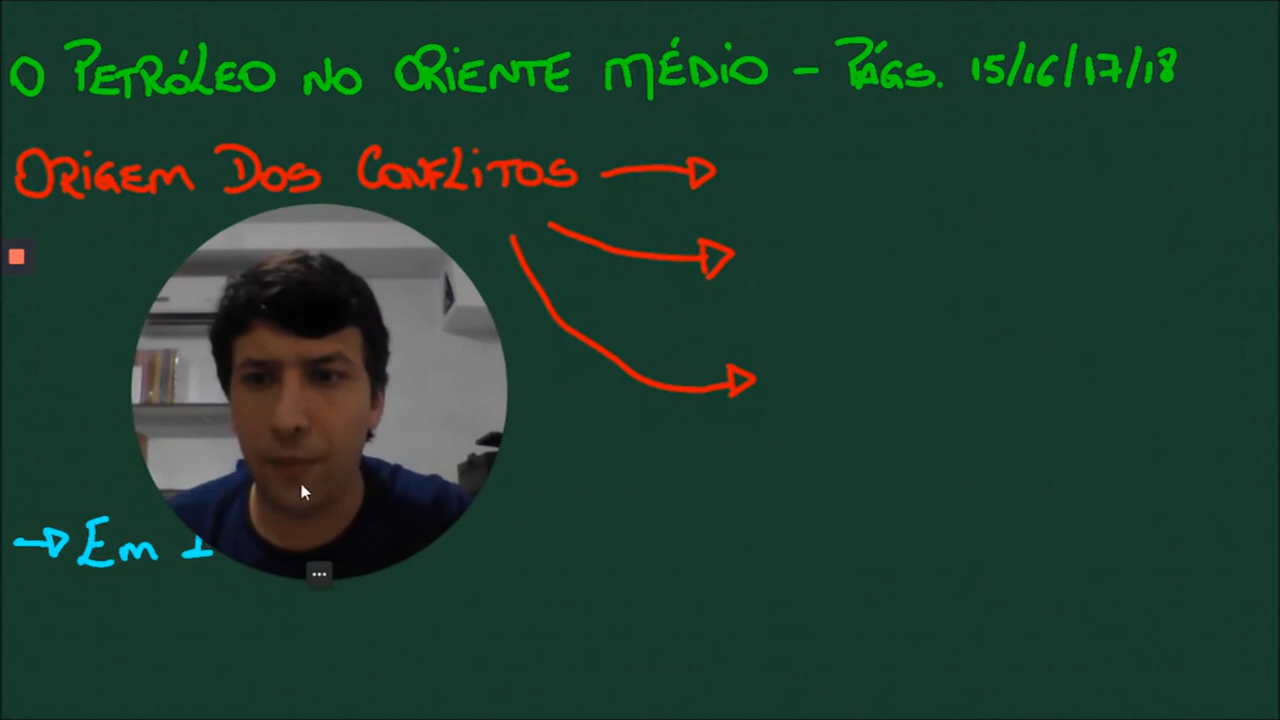 O PETRÓLEO NO ORIENTE MÉDIO - PÁGS. 15/16/17/18
ORIGEM DOS CONFLITOS
Em